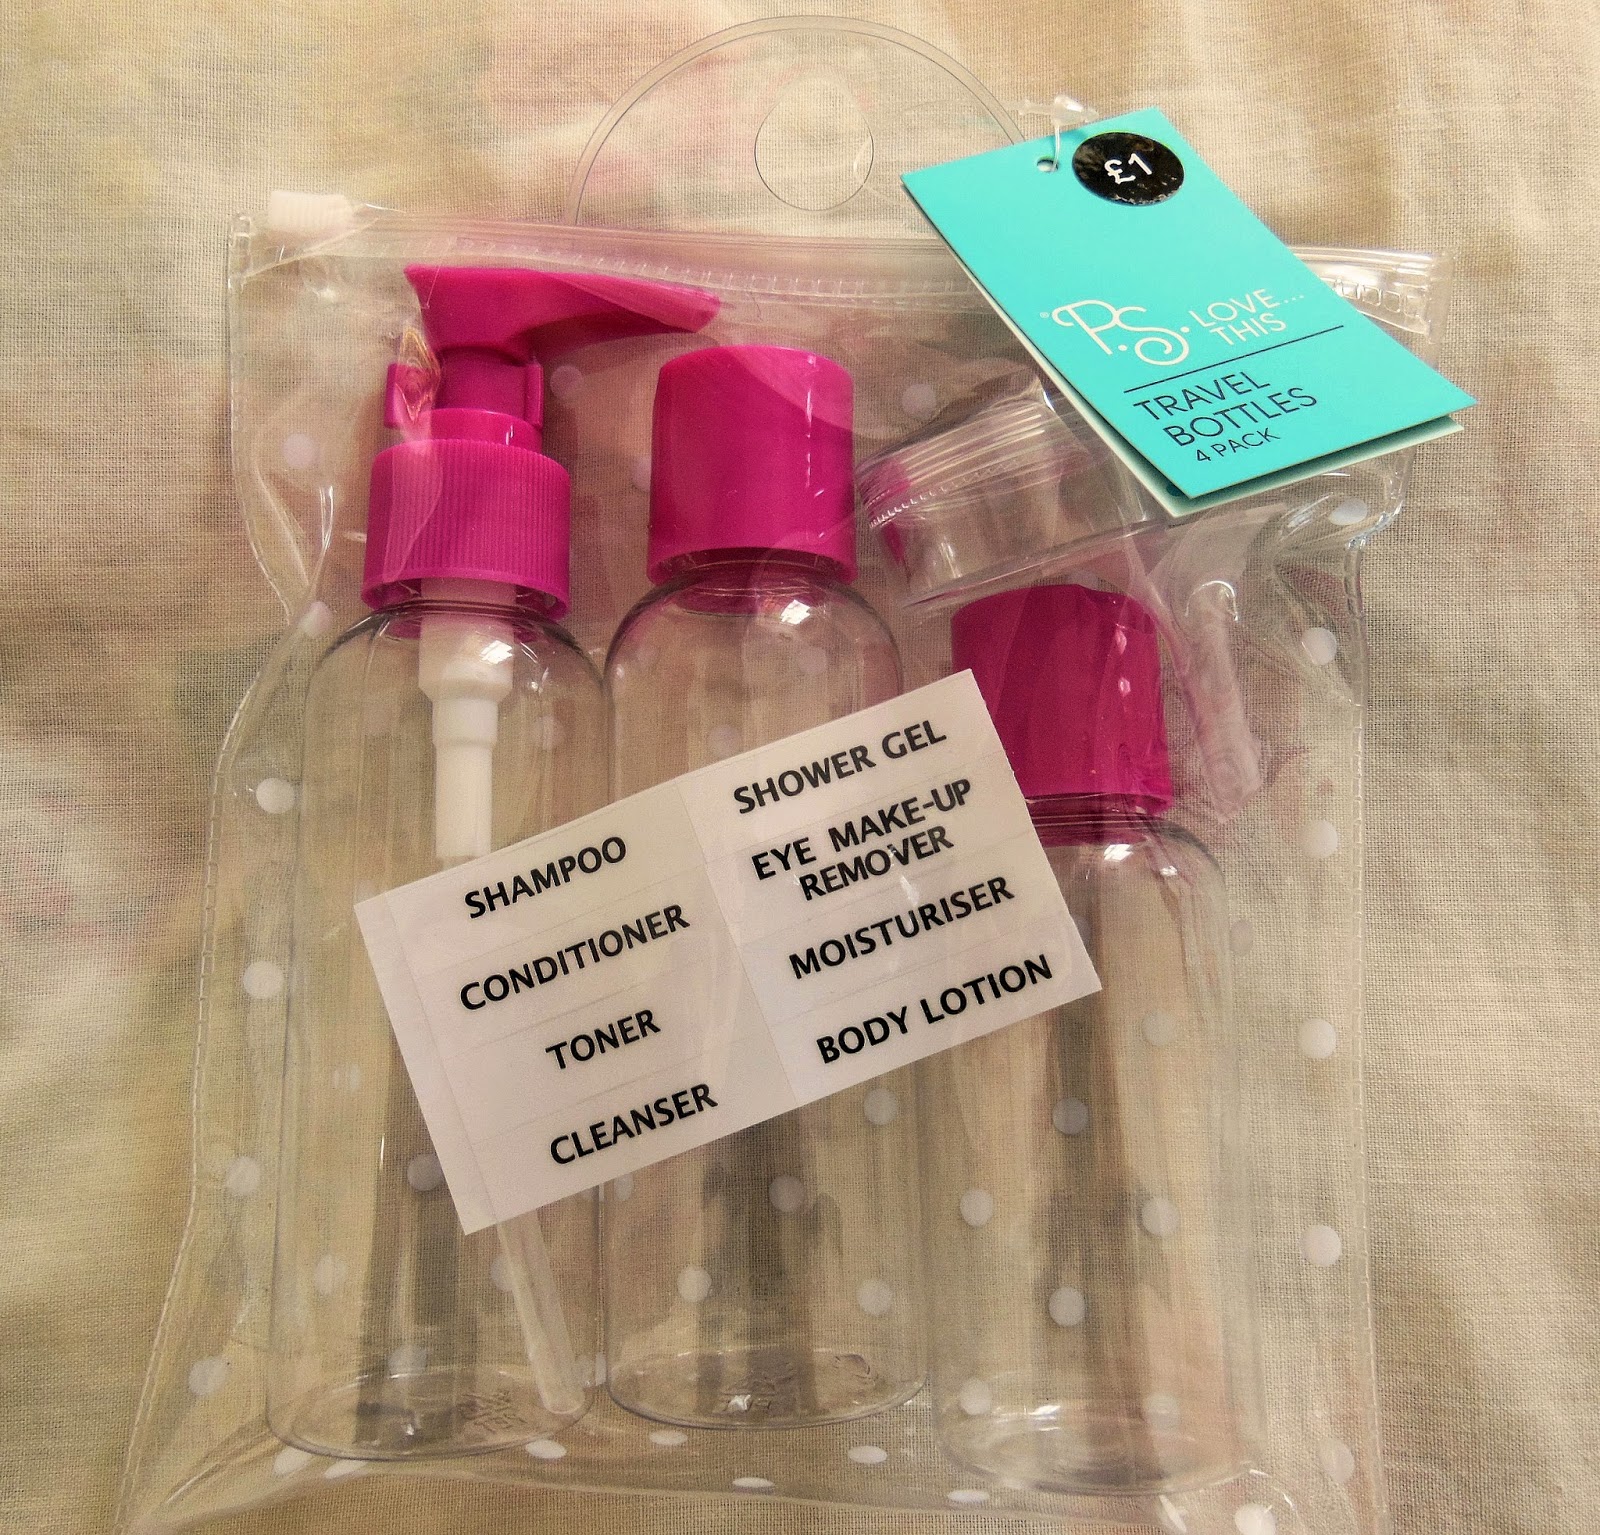 £1
®P.S. LOVE...
THIS
TRAVEL
BOTTLES
4 PACK
SHAMPOO
CONDITIONER
TONER
CLEANSER
SHOWER GEL
EYE MAKE-UP
REMOVER
MOISTURISER
BODY LOTION